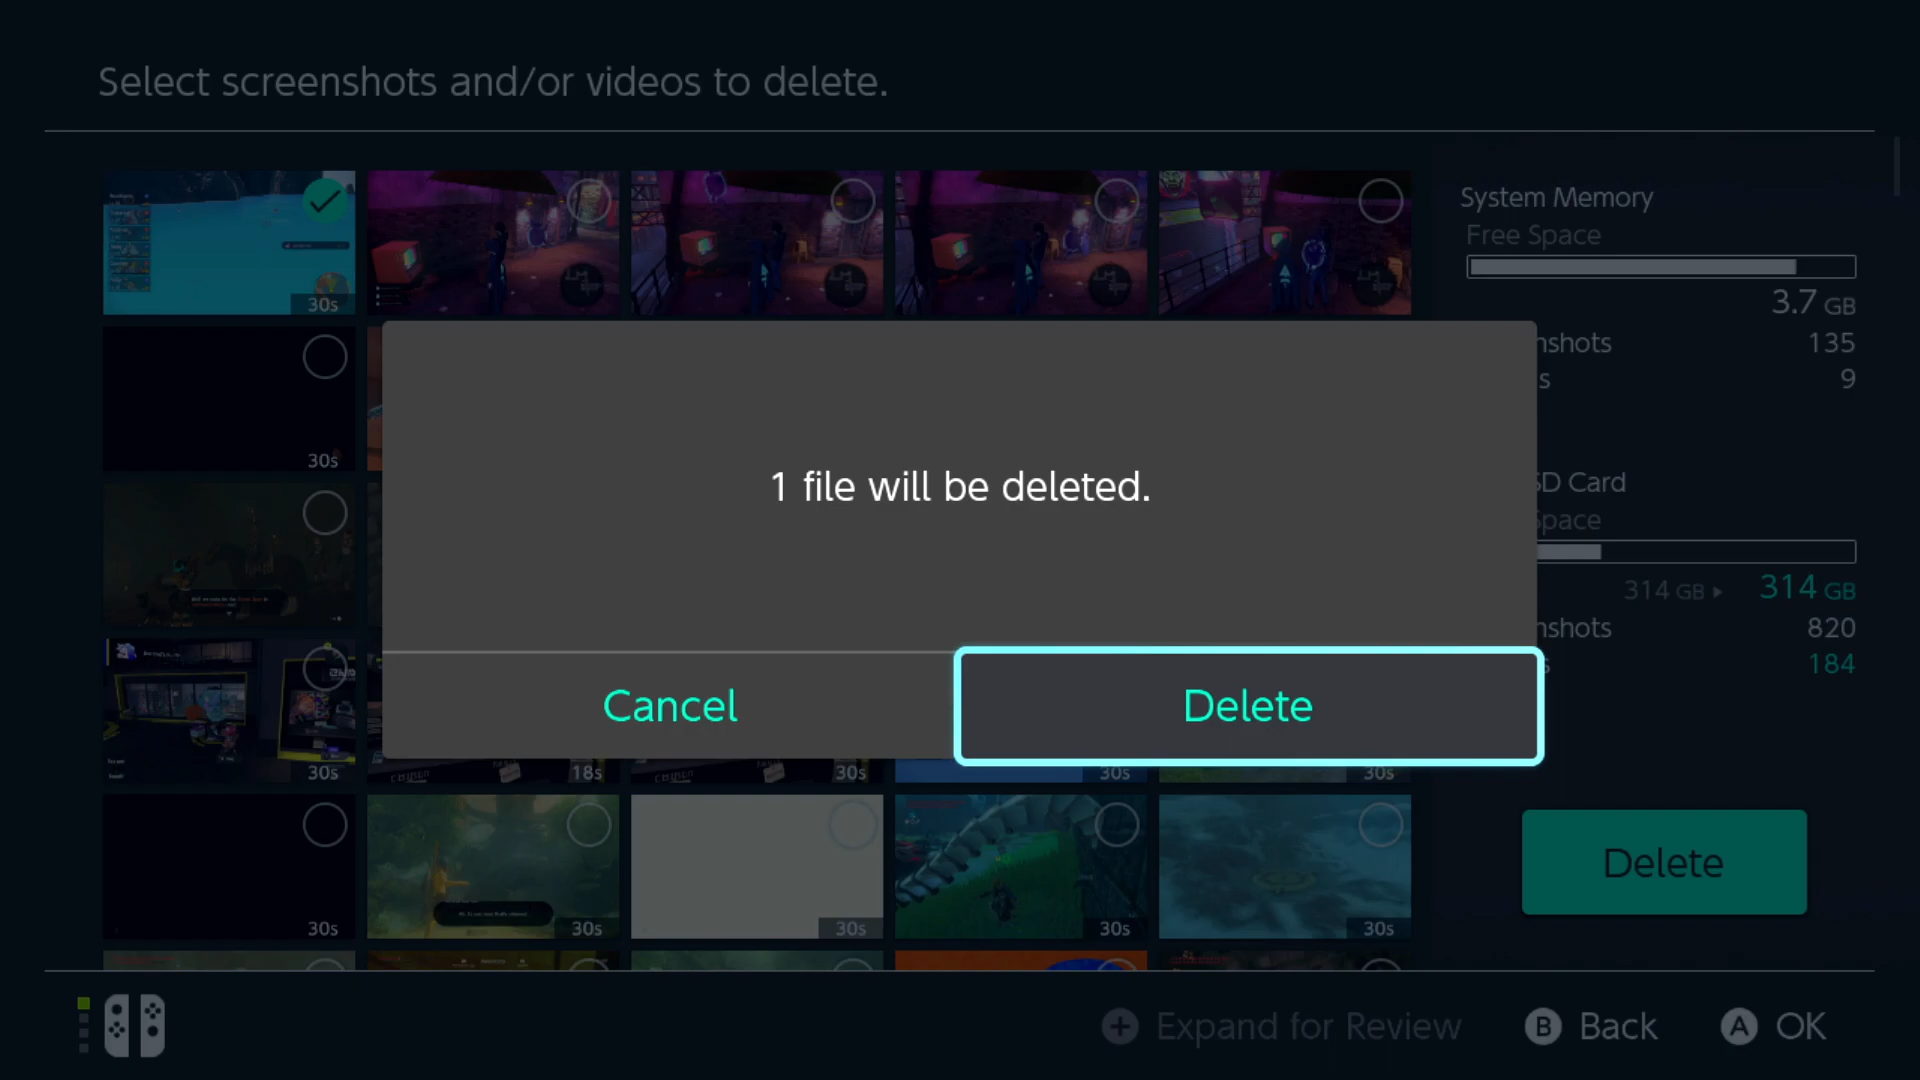 Select screenshots and/or videos to delete.
30s
System Memory
Free Space
3.7 GB
nshots 135
s 9
30s
1 file will be deleted.
SD Card
Space
314 GB ▸ 314 GB
nshots 820
s 184
Cancel
Delete
30s
18s
30s
30s
30s
Delete
30s
30s
30s
30s
30s
+ Expand for Review
B Back
A OK